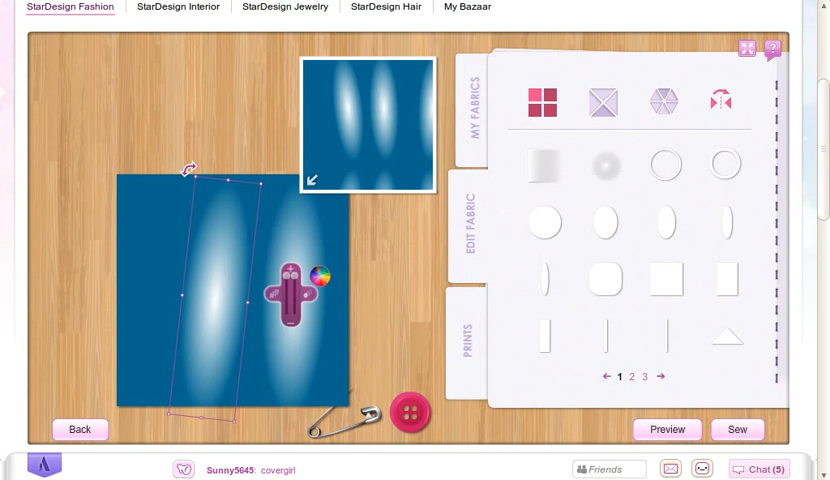 StarDesign Fashion StarDesign Interior StarDesign Jewelry StarDesign Hair My Bazaar
?
MY FABRICS
EDIT FABRIC
PRINTS
1 2 3
Back
Preview
Sew
A Sunny5645: covergirl
Friends
Chat (5)